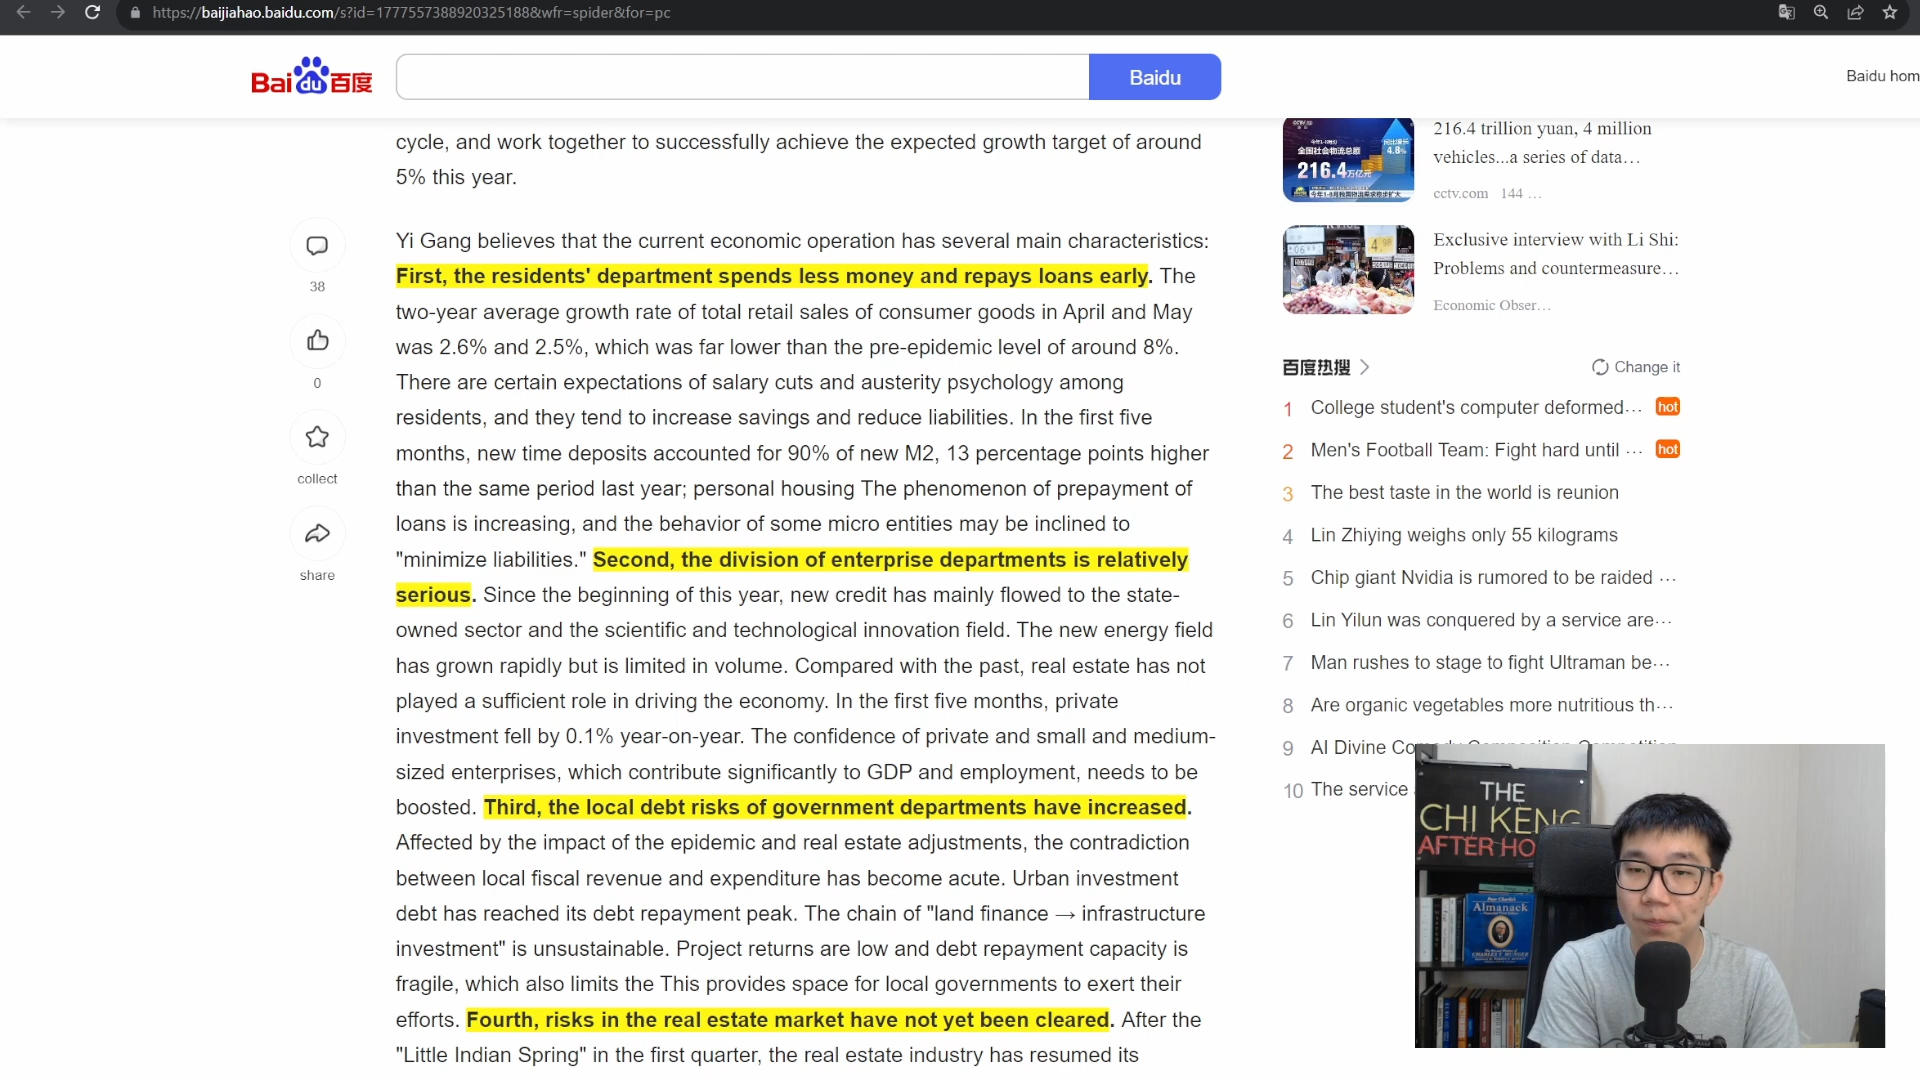 https://baijiahao.baidu.com/s?id=1777557388920325188&wfr=spider&for=pc
Bai du 百度
Baidu
Baidu hom
cycle, and work together to successfully achieve the expected growth target of around
5% this year.
Yi Gang believes that the current economic operation has several main characteristics:
First, the residents' department spends less money and repays loans early. The
two-year average growth rate of total retail sales of consumer goods in April and May
was 2.6% and 2.5%, which was far lower than the pre-epidemic level of around 8%.
There are certain expectations of salary cuts and austerity psychology among
residents, and they tend to increase savings and reduce liabilities. In the first five
months, new time deposits accounted for 90% of new M2, 13 percentage points higher
than the same period last year; personal housing The phenomenon of prepayment of
loans is increasing, and the behavior of some micro entities may be inclined to
"minimize liabilities." Second, the division of enterprise departments is relatively
serious. Since the beginning of this year, new credit has mainly flowed to the state-
owned sector and the scientific and technological innovation field. The new energy field
has grown rapidly but is limited in volume. Compared with the past, real estate has not
played a sufficient role in driving the economy. In the first five months, private
investment fell by 0.1% year-on-year. The confidence of private and small and medium-
sized enterprises, which contribute significantly to GDP and employment, needs to be
boosted. Third, the local debt risks of government departments have increased.
Affected by the impact of the epidemic and real estate adjustments, the contradiction
between local fiscal revenue and expenditure has become acute. Urban investment
debt has reached its debt repayment peak. The chain of "land finance → infrastructure
investment" is unsustainable. Project returns are low and debt repayment capacity is
fragile, which also limits the This provides space for local governments to exert their
efforts. Fourth, risks in the real estate market have not yet been cleared. After the
"Little Indian Spring" in the first quarter, the real estate industry has resumed its
38
0
collect
share
全国社会物流总额
4.8%
216.4万亿元
216.4 trillion yuan, 4 million
vehicles...a series of data...
cctv.com 144 ...
4.98
Exclusive interview with Li Shi:
Problems and countermeasure...
Economic Obser...
百度热搜
Change it
1 College student's computer deformed... hot
2 Men's Football Team: Fight hard until ... hot
3 The best taste in the world is reunion
4 Lin Zhiying weighs only 55 kilograms
5 Chip giant Nvidia is rumored to be raided ...
6 Lin Yilun was conquered by a service are...
7 Man rushes to stage to fight Ultraman be...
8 Are organic vegetables more nutritious th...
9 AI Divine Comedy Composition Competition
10 The service
THE
CHI KENG
AFTER HO
Poor Charlie's
Almanack
CHARLES T. MUNGER